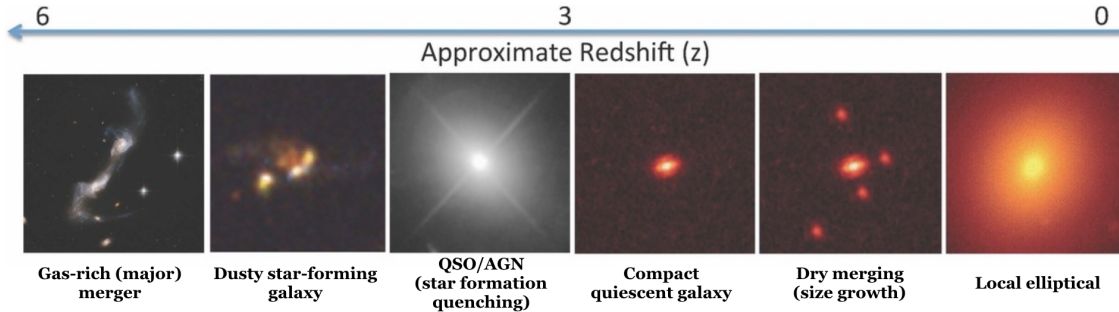 6 3 0
Approximate Redshift (z)
Gas-rich (major)
merger
Dusty star-forming
galaxy
QSO/AGN
(star formation
quenching)
Compact
quiescent galaxy
Dry merging
(size growth)
Local elliptical